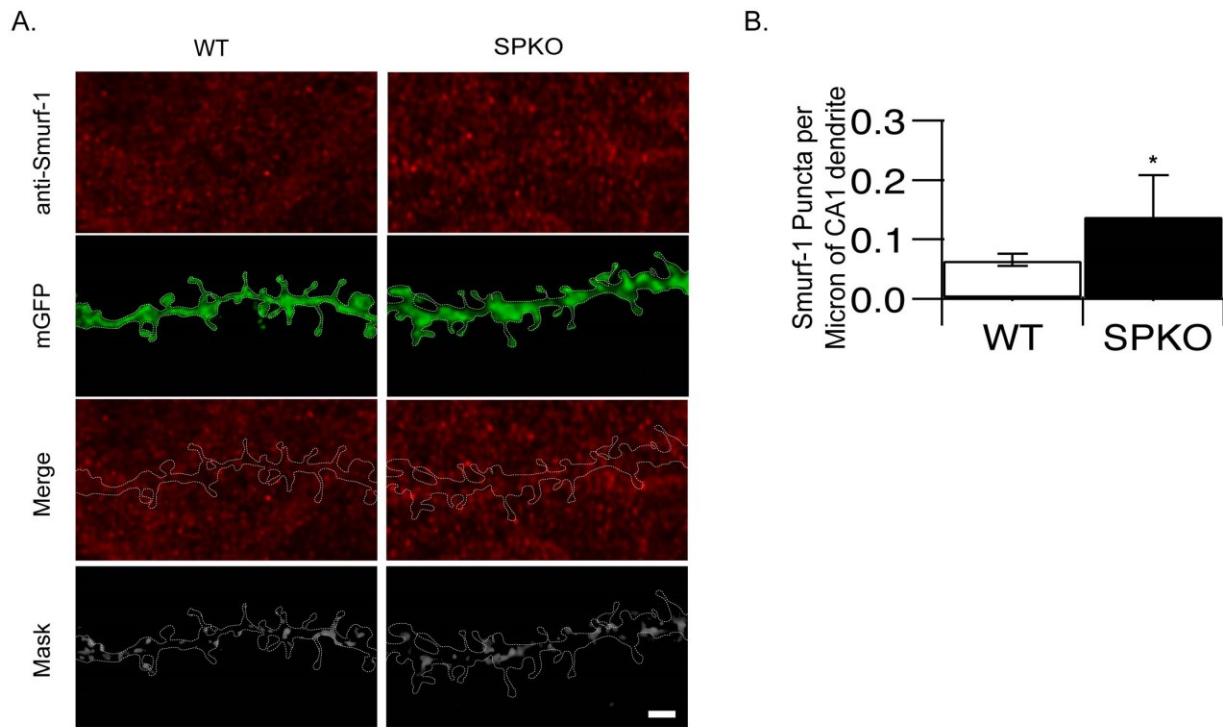 A.
WT
SPKO
anti-Smurf-1
mGFP
Merge
Mask
B.
Smurf-1 Puncta per
Micron of CA1 dendrite
0.3
0.2
0.1
0.0
*
WT
SPKO